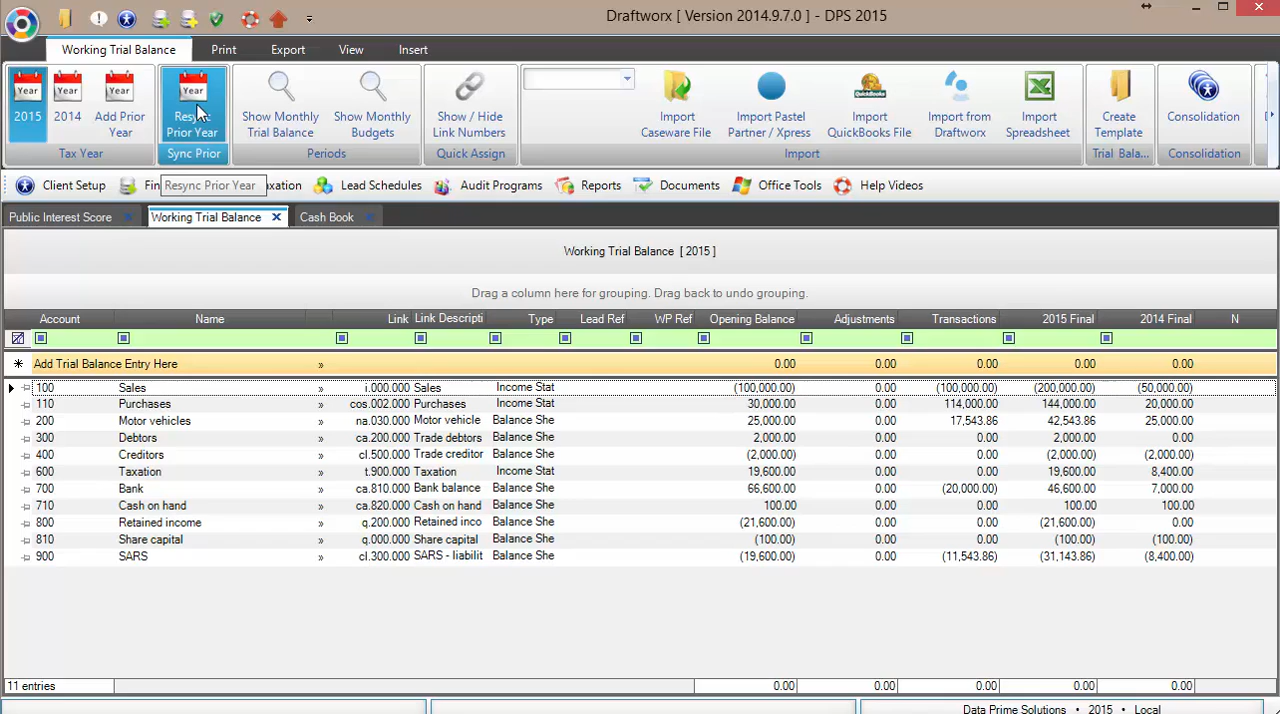 Draftworx [ Version 2014.9.7.0 ] - DPS 2015
Working Trial Balance Print Export View Insert
Year Year Year Year
2015 2014 Add Prior Year Resync Prior Year Show Monthly Trial Balance Show Monthly Budgets Show / Hide Link Numbers Import Caseware File Import Pastel Partner / Xpress QuickBooks Import QuickBooks File Import from Draftworx Import Spreadsheet Create Template Consolidation
Tax Year Sync Prior Periods Quick Assign Import Trial Bala... Consolidation
Client Setup Fin Resync Prior Year axation Lead Schedules Audit Programs Reports Documents Office Tools Help Videos
Public Interest Score Working Trial Balance Cash Book
Working Trial Balance [ 2015 ]
Drag a column here for grouping. Drag back to undo grouping.
Account Name Link Link Descripti Type Lead Ref WP Ref Opening Balance Adjustments Transactions 2015 Final 2014 Final N
Add Trial Balance Entry Here » 0.00 0.00 0.00 0.00 0.00
100 Sales » i.000.000 Sales Income Stat (100,000.00) 0.00 (100,000.00) (200,000.00) (50,000.00)
110 Purchases » cos.002.000 Purchases Income Stat 30,000.00 0.00 114,000.00 144,000.00 20,000.00
200 Motor vehicles » na.030.000 Motor vehicle Balance She 25,000.00 0.00 17,543.86 42,543.86 25,000.00
300 Debtors » ca.200.000 Trade debtors Balance She 2,000.00 0.00 0.00 2,000.00 0.00
400 Creditors » cl.500.000 Trade creditor Balance She (2,000.00) 0.00 0.00 (2,000.00) (2,000.00)
600 Taxation » t.900.000 Taxation Income Stat 19,600.00 0.00 0.00 19,600.00 8,400.00
700 Bank » ca.810.000 Bank balance Balance She 66,600.00 0.00 (20,000.00) 46,600.00 7,000.00
710 Cash on hand » ca.820.000 Cash on hand Balance She 100.00 0.00 0.00 100.00 100.00
800 Retained income » q.200.000 Retained inco Balance She (21,600.00) 0.00 0.00 (21,600.00) 0.00
810 Share capital » q.000.000 Share capital Balance She (100.00) 0.00 0.00 (100.00) (100.00)
900 SARS » cl.300.000 SARS - liabilit Balance She (19,600.00) 0.00 (11,543.86) (31,143.86) (8,400.00)
11 entries 0.00 0.00 0.00 0.00 0.00
Data Prime Solutions • 2015 • Local